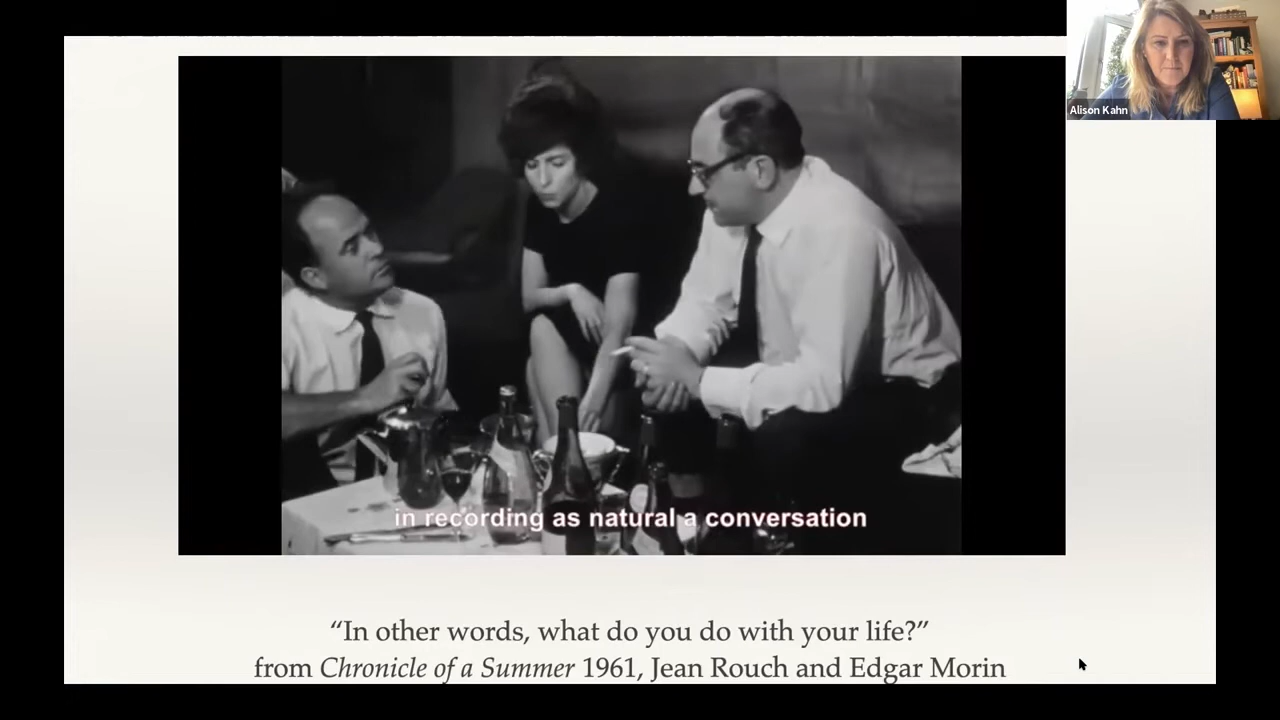 Alison Kahn
in recording as natural a conversation
“In other words, what do you do with your life?”
from Chronicle of a Summer 1961, Jean Rouch and Edgar Morin